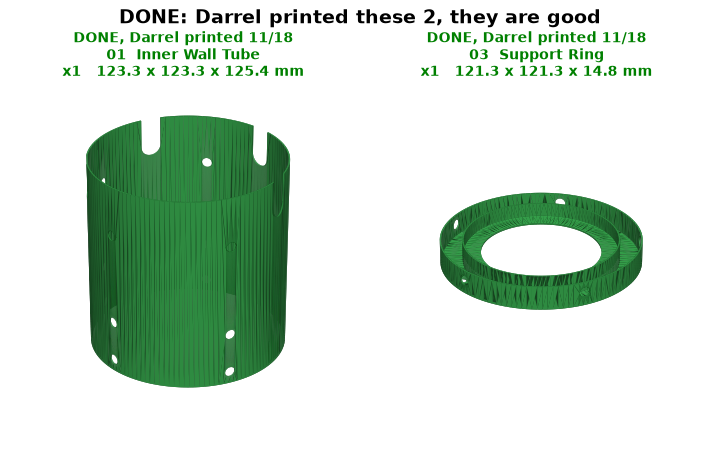 DONE: Darrel printed these 2, they are good
DONE, Darrel printed 11/18
01  Inner Wall Tube
x1   123.3 x 123.3 x 125.4 mm
DONE, Darrel printed 11/18
03  Support Ring
x1   121.3 x 121.3 x 14.8 mm